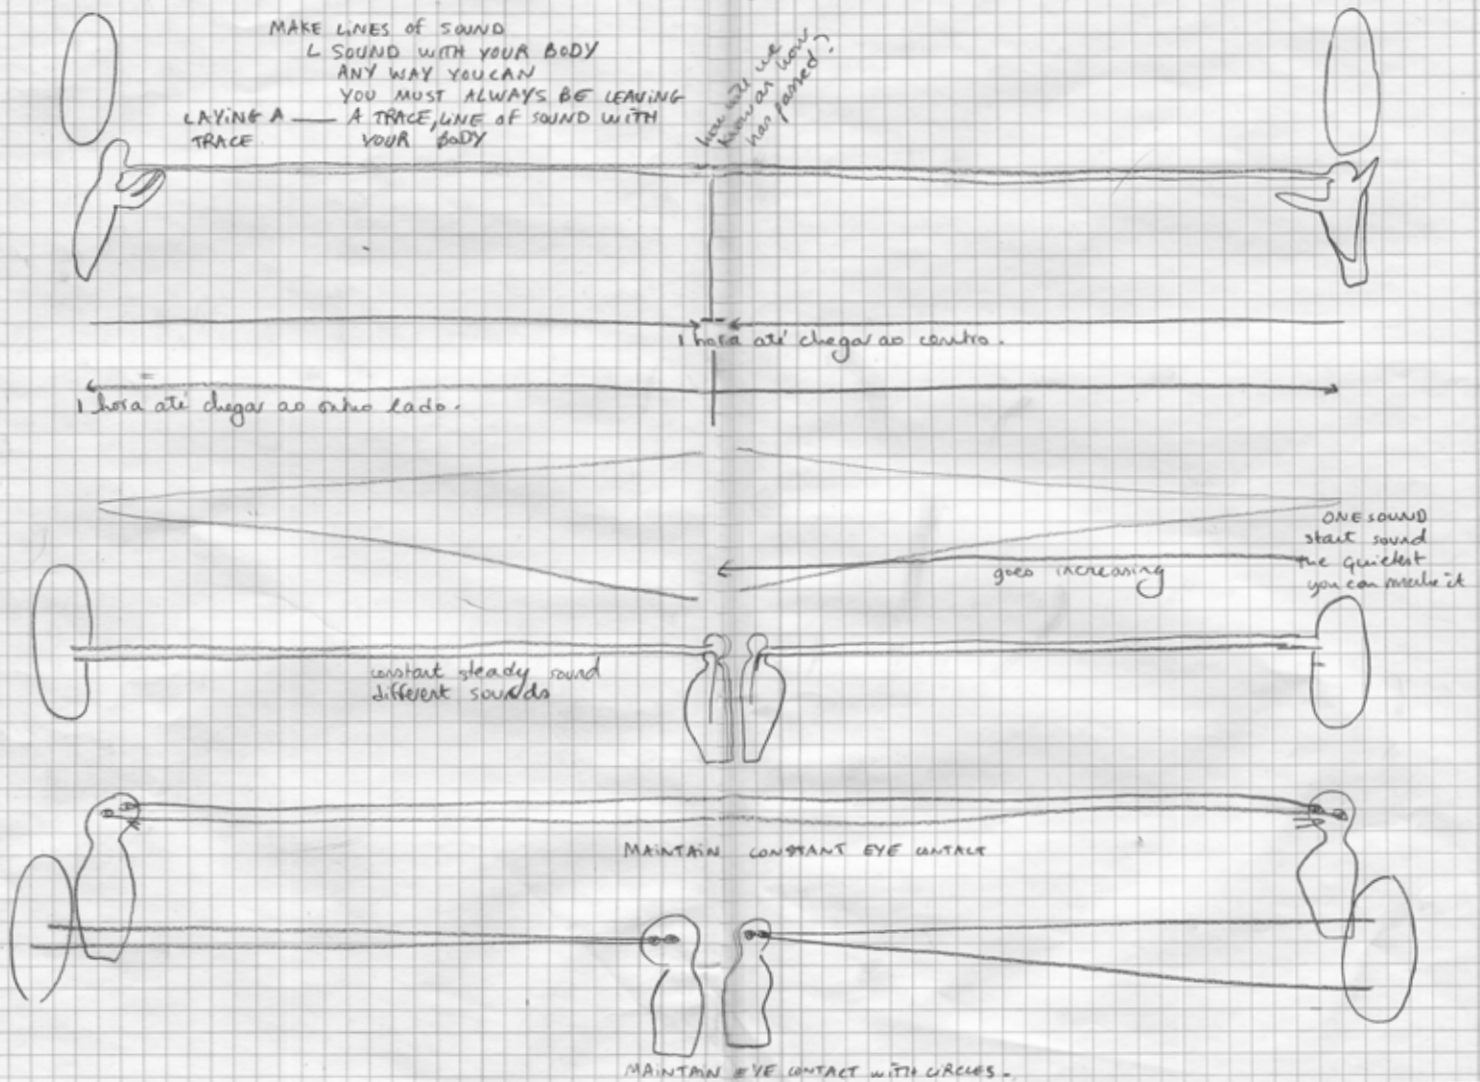 MAKE LINES of SOUND
L SOUND WITH YOUR BODY
ANY WAY YOU CAN
YOU MUST ALWAYS BE LEAVING
LAYING A — A TRACE, LINE OF SOUND WITH
TRACE YOUR BODY
how will we
know an hour
has passed?
1 hora até chegar ao centro.
1 hora até chegar ao outro lado.
ONE SOUND
start sound
the quietest
you can make it
goes increasing
constant steady sound
different sounds
MAINTAIN CONSTANT EYE CONTACT
MAINTAIN EYE CONTACT WITH CIRCLES.